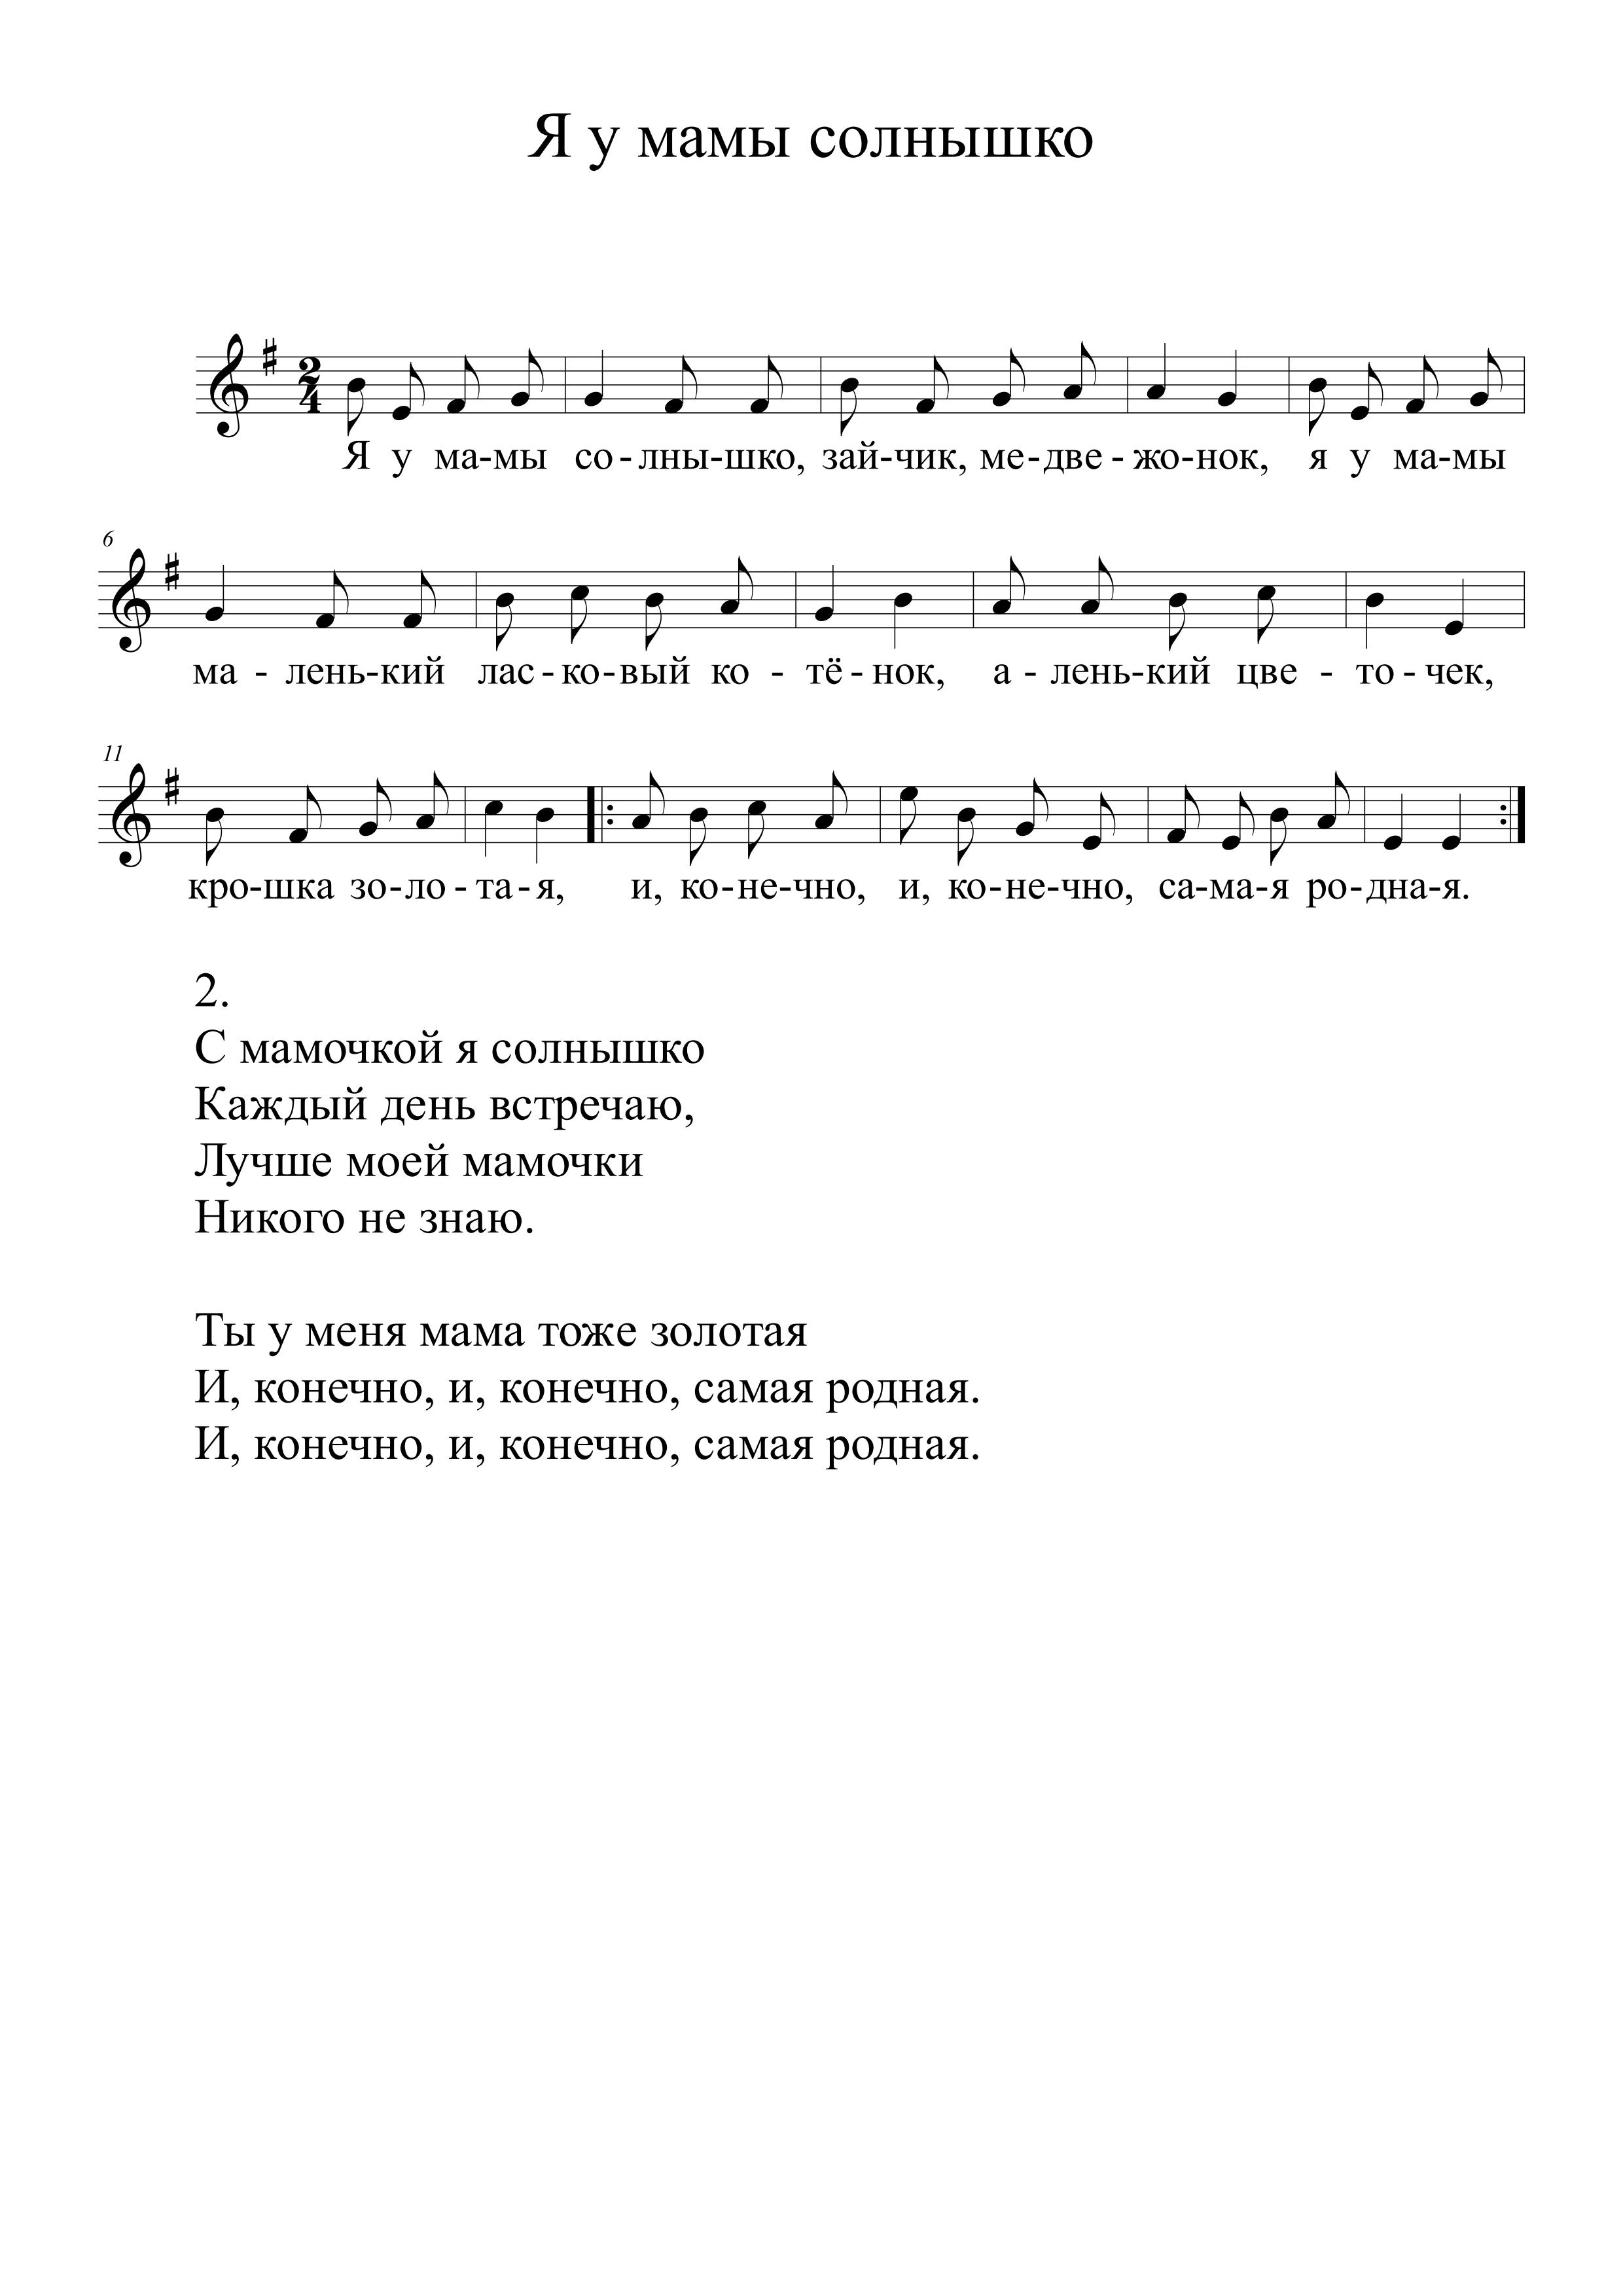 Я у мамы солнышко
2
4
Я у ма-мы со-лны-шко, зай-чик, ме-две-жо-нок, я у ма-мы
6
ма-лень-кий лас-ко-вый ко-тё-нок, а-лень-кий цве-то-чек,
11
кро-шка зо-ло-та-я, и, ко-не-чно, и, ко-не-чно, са-ма-я ро-дна-я.
2.
С мамочкой я солнышко
Каждый день встречаю,
Лучше моей мамочки
Никого не знаю.
Ты у меня мама тоже золотая
И, конечно, и, конечно, самая родная.
И, конечно, и, конечно, самая родная.